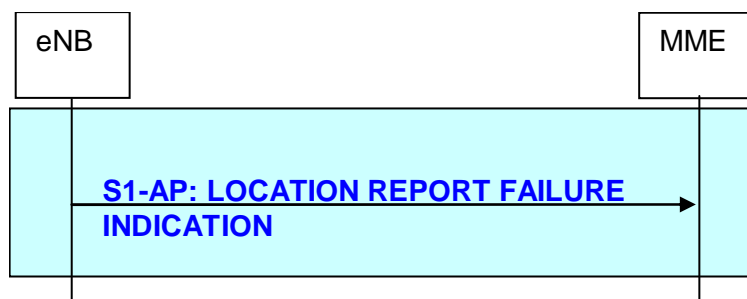 eNB
MME
S1-AP: LOCATION REPORT FAILURE
INDICATION